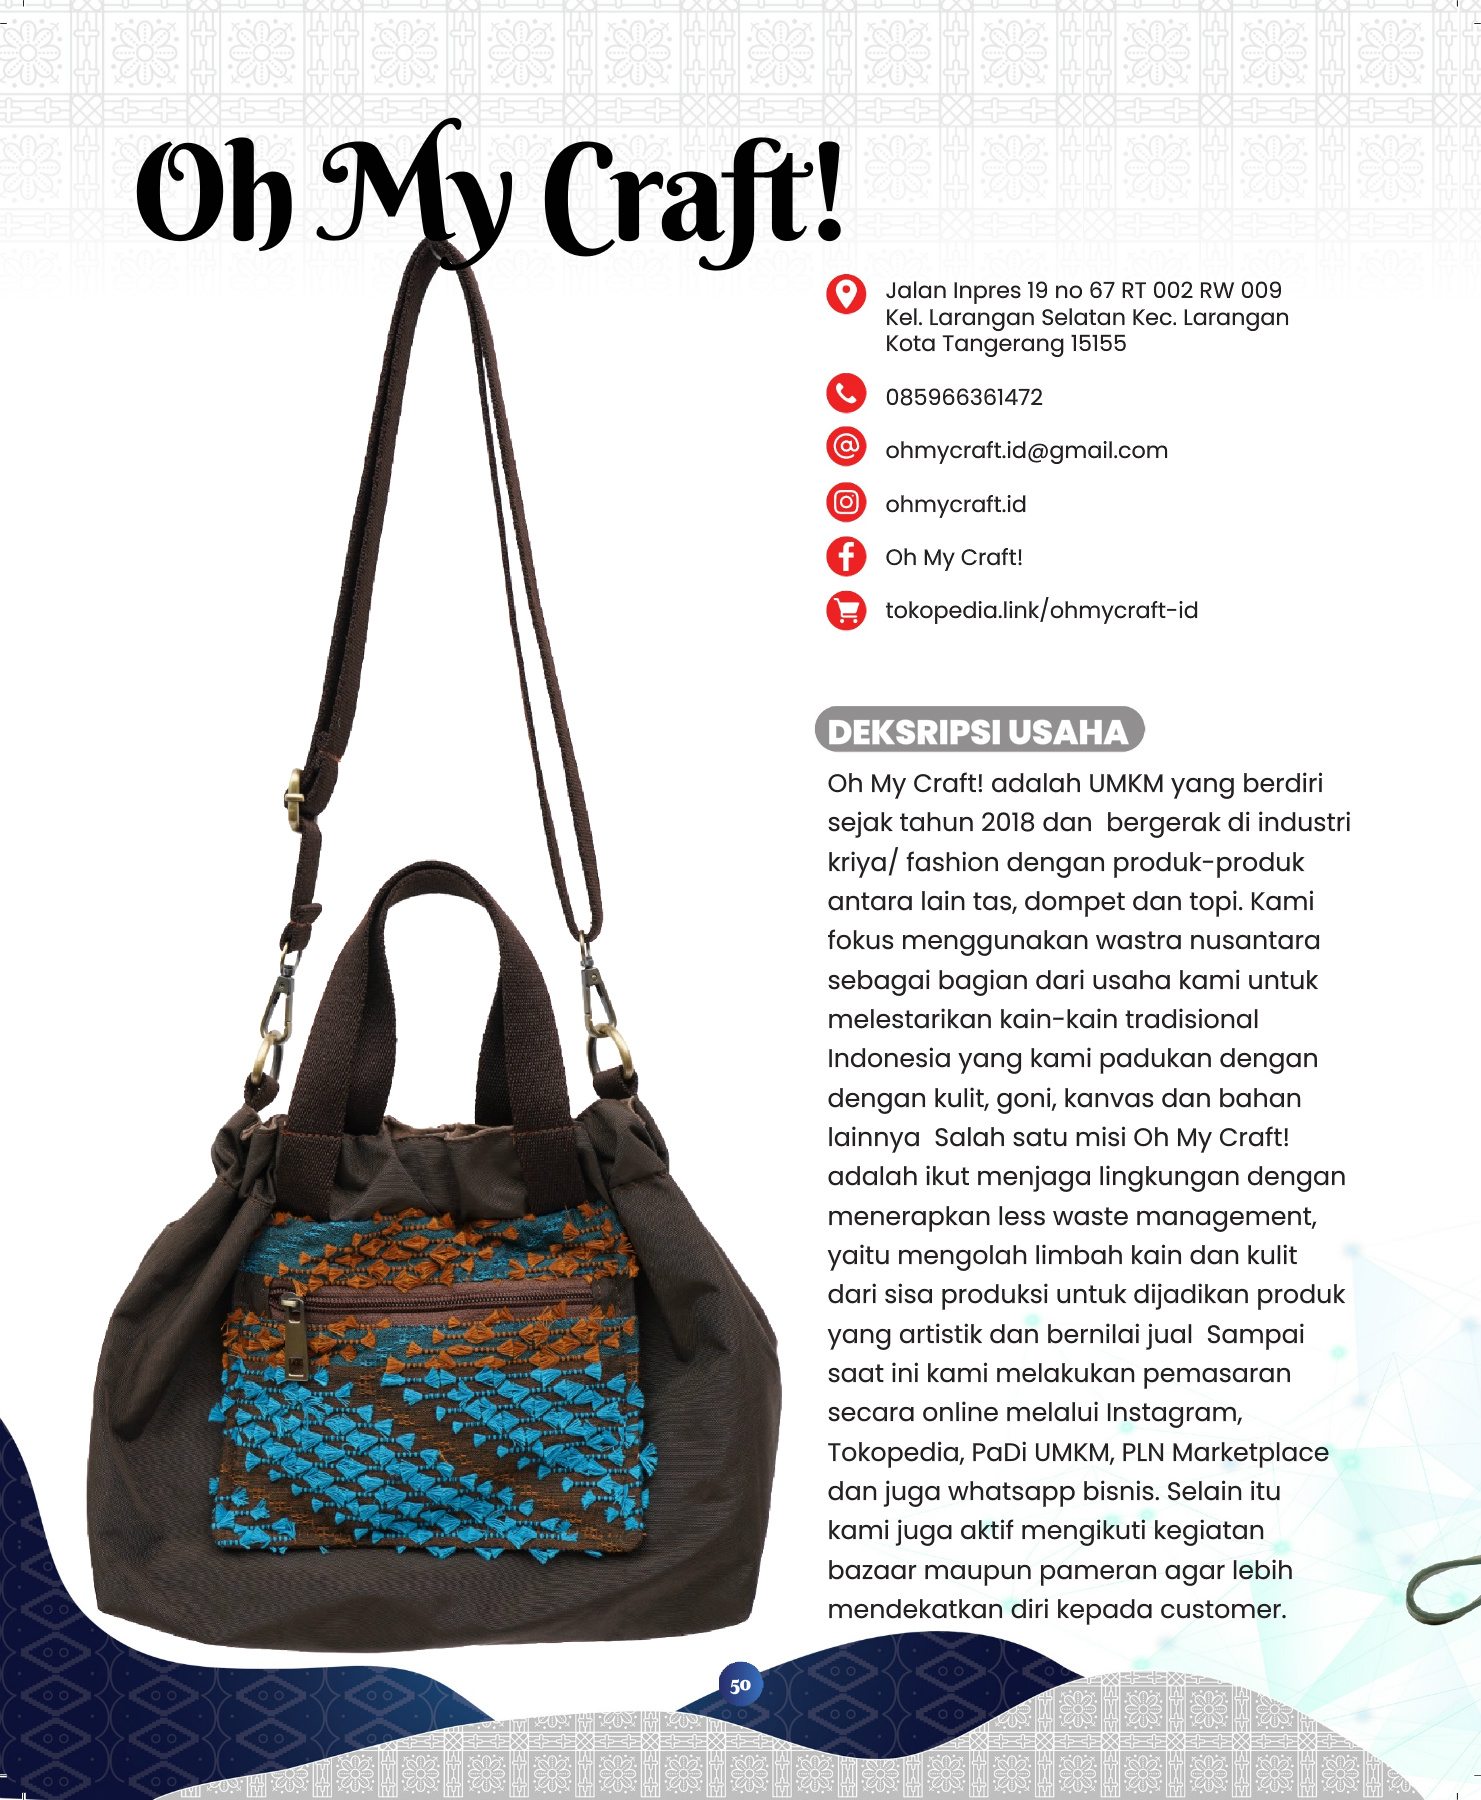 Oh My Craft!
Jalan Inpres 19 no 67 RT 002 RW 009
Kel. Larangan Selatan Kec. Larangan
Kota Tangerang 15155
085966361472
ohmycraft.id@gmail.com
ohmycraft.id
Oh My Craft!
tokopedia.link/ohmycraft-id
DEKSRIPSI USAHA
Oh My Craft! adalah UMKM yang berdiri
sejak tahun 2018 dan  bergerak di industri
kriya/ fashion dengan produk-produk
antara lain tas, dompet dan topi. Kami
fokus menggunakan wastra nusantara
sebagai bagian dari usaha kami untuk
melestarikan kain-kain tradisional
Indonesia yang kami padukan dengan
dengan kulit, goni, kanvas dan bahan
lainnya  Salah satu misi Oh My Craft!
adalah ikut menjaga lingkungan dengan
menerapkan less waste management,
yaitu mengolah limbah kain dan kulit
dari sisa produksi untuk dijadikan produk
yang artistik dan bernilai jual  Sampai
saat ini kami melakukan pemasaran
secara online melalui Instagram,
Tokopedia, PaDi UMKM, PLN Marketplace
dan juga whatsapp bisnis. Selain itu
kami juga aktif mengikuti kegiatan
bazaar maupun pameran agar lebih
mendekatkan diri kepada customer.
50